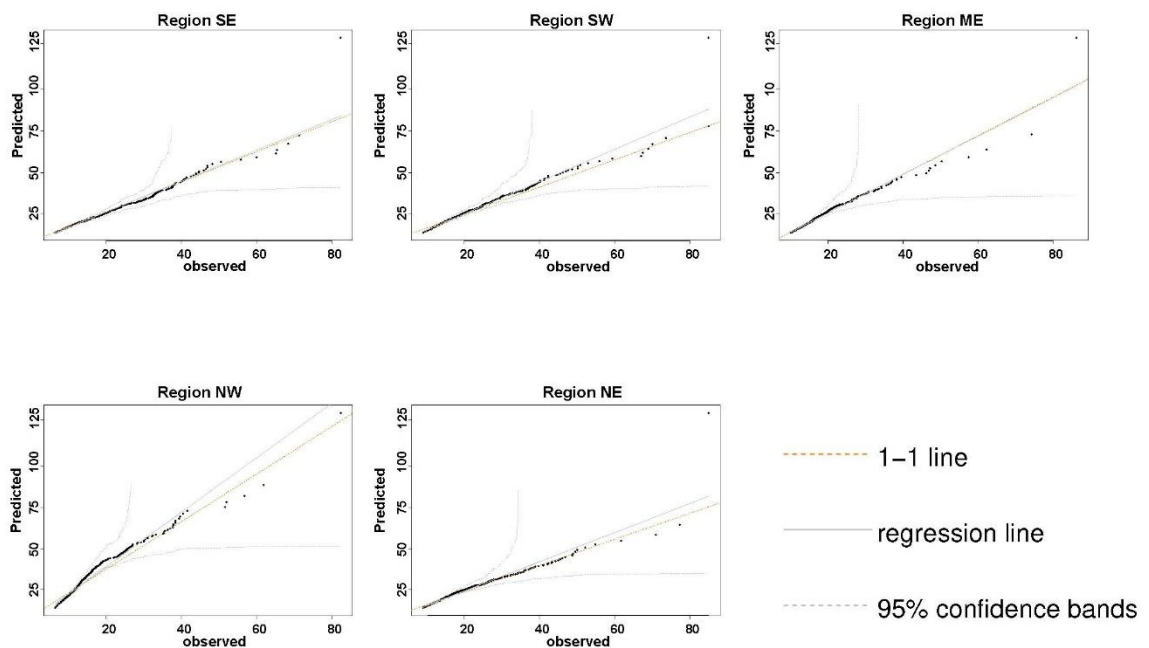 Region SE
Region SW
Region ME
Predicted
125
100
75
50
25
20
40
60
80
observed
Predicted
125
100
75
50
25
20
40
60
80
observed
Predicted
125
10
75
50
25
20
40
60
80
observed
Region NW
Region NE
Predicted
125
100
75
50
25
20
40
60
80
observed
Predicted
125
100
75
50
25
20
40
60
80
observed
1−1 line
regression line
95% confidence bands